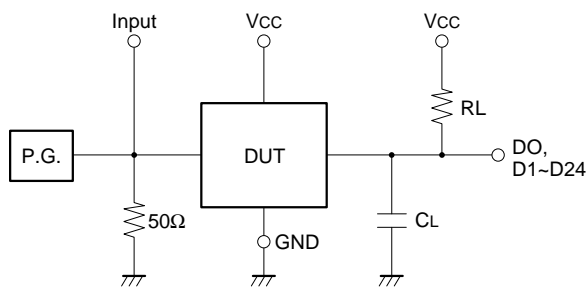 Input
VCC
VCC
RL
P.G.
DUT
DO,
D1~D24
50Ω
GND
CL